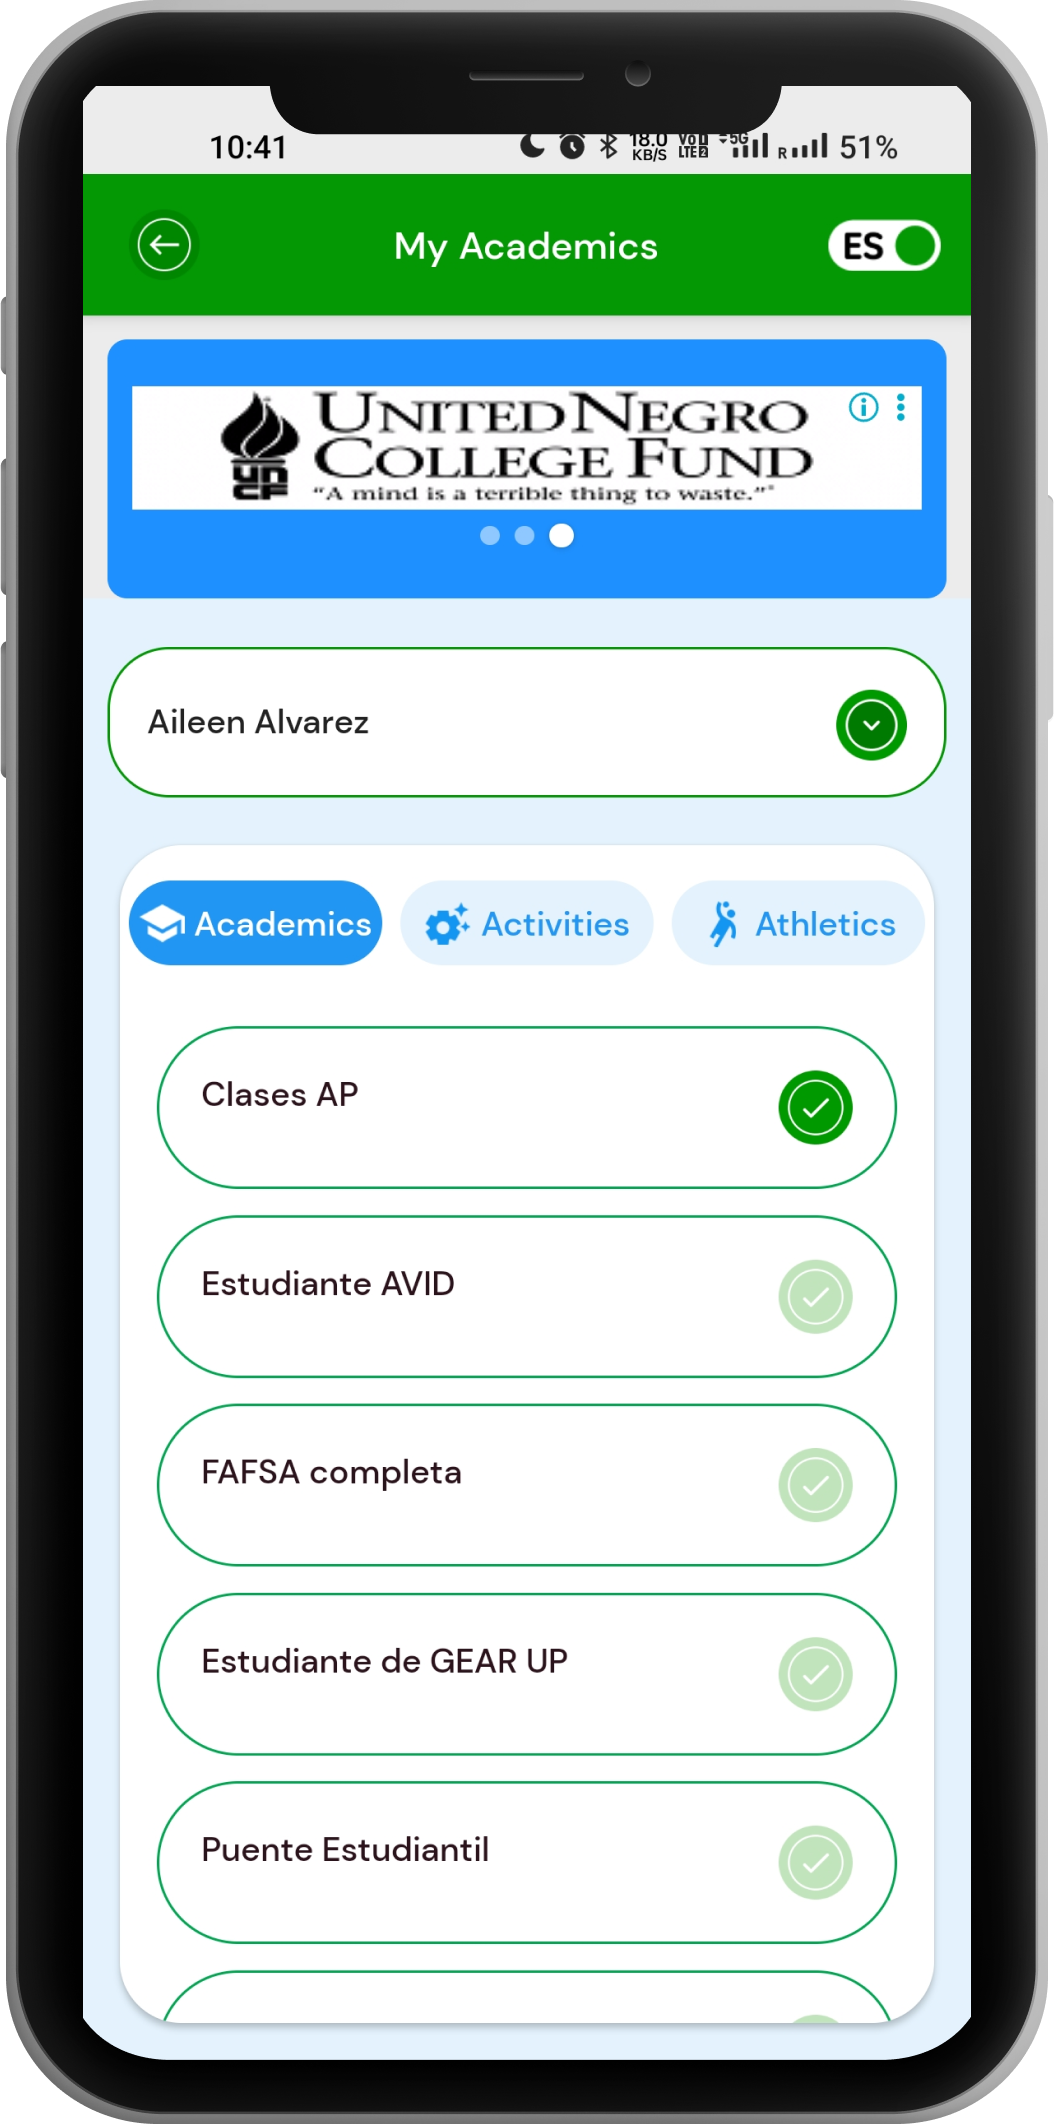 10:41
18.0 KB/S
LTE 2
5G
R
51%
My Academics
ES
UNITED NEGRO
COLLEGE FUND
"A mind is a terrible thing to waste."®
UNCF
Aileen Alvarez
Academics
Activities
Athletics
Clases AP
Estudiante AVID
FAFSA completa
Estudiante de GEAR UP
Puente Estudiantil